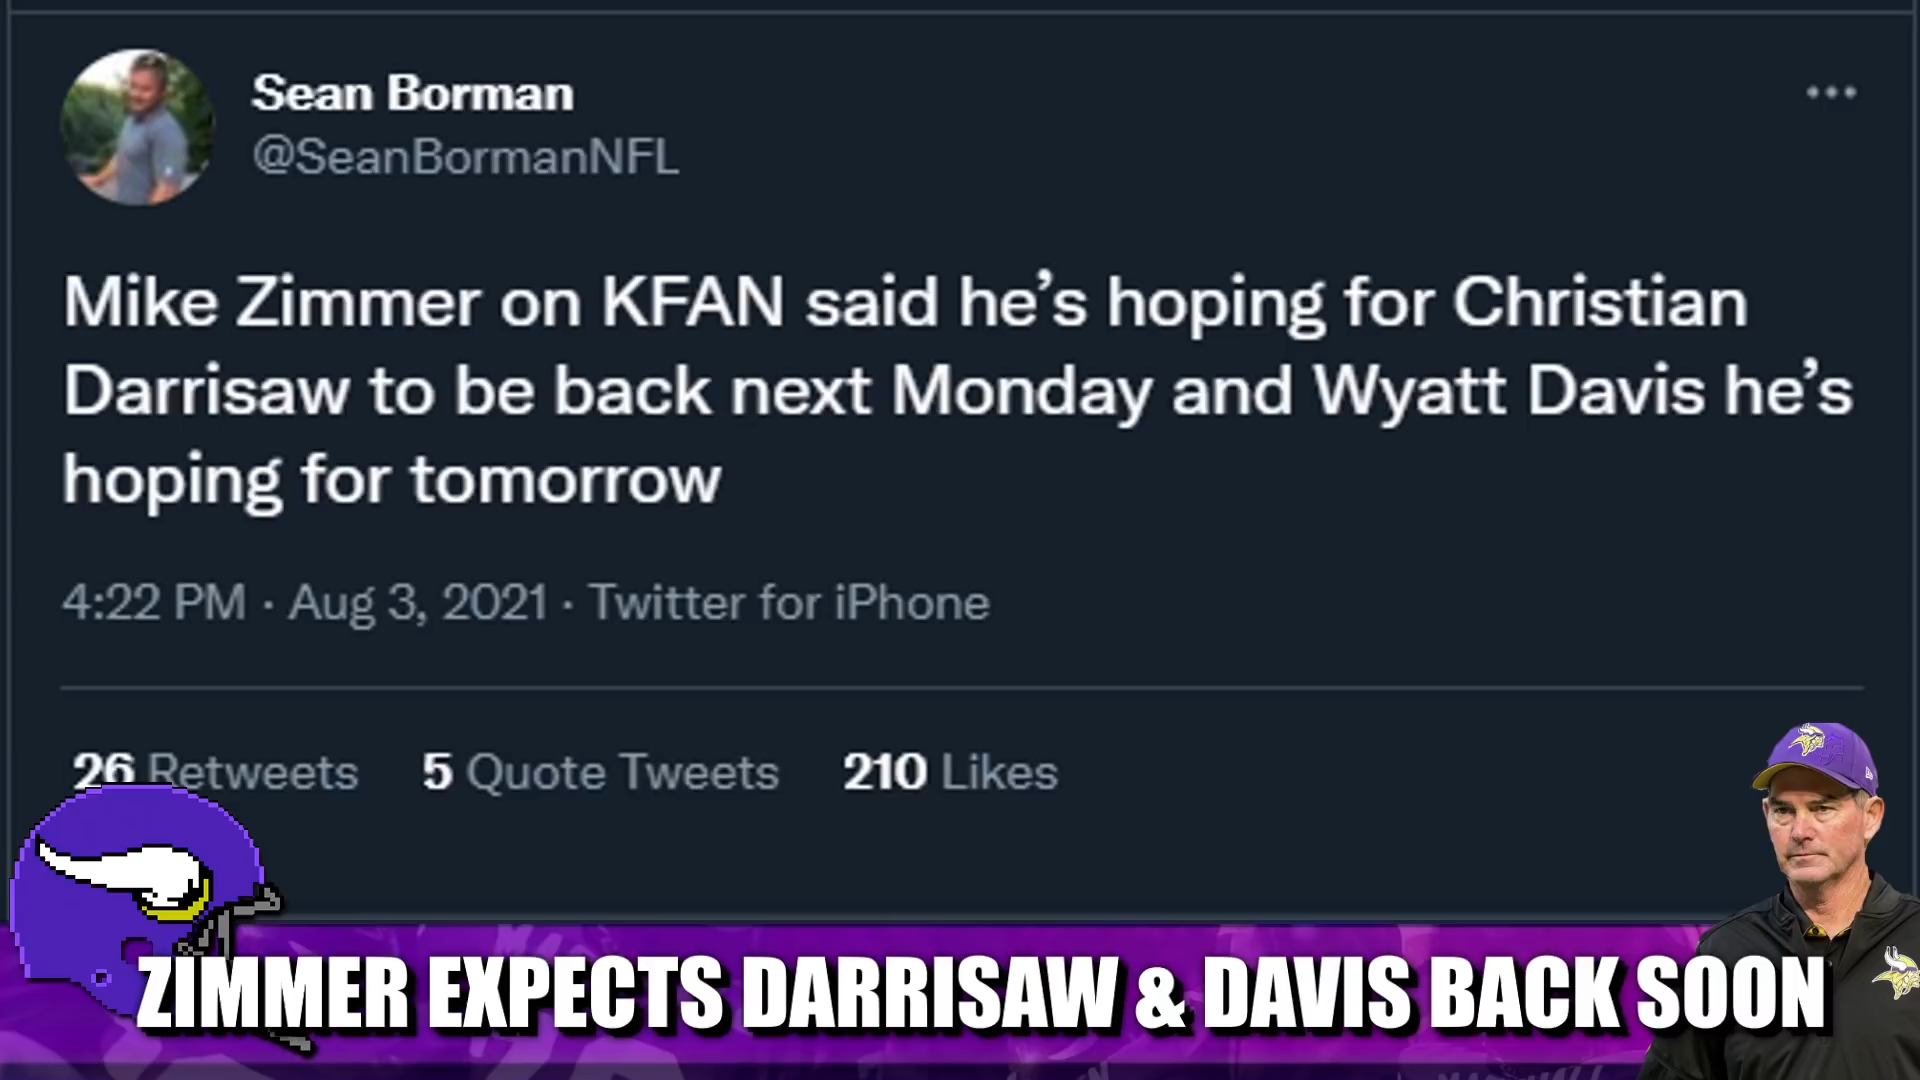 Sean Borman
@SeanBormanNFL
Mike Zimmer on KFAN said he’s hoping for Christian
Darrisaw to be back next Monday and Wyatt Davis he’s
hoping for tomorrow
4:22 PM · Aug 3, 2021 · Twitter for iPhone
26 Retweets 5 Quote Tweets 210 Likes
ZIMMER EXPECTS DARRISAW & DAVIS BACK SOON